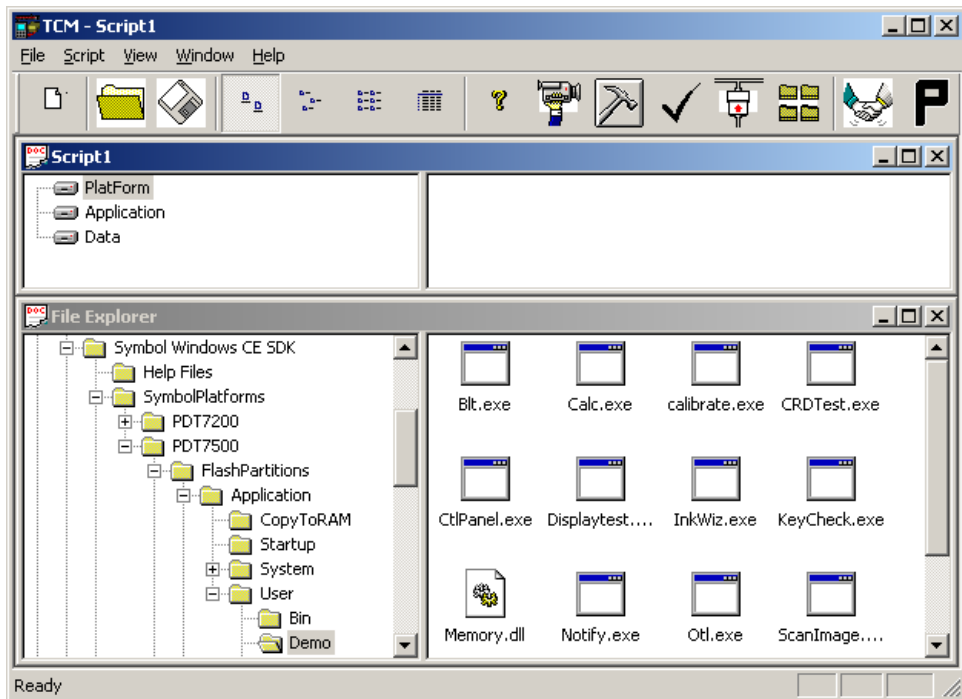 TCM - Script1
File Script View Window Help
Script1
PlatForm
Application
Data
File Explorer
Symbol Windows CE SDK
Help Files
SymbolPlatforms
PDT7200
PDT7500
FlashPartitions
Application
CopyToRAM
Startup
System
User
Bin
Demo
Blt.exe Calc.exe calibrate.exe CRDTest.exe
CtlPanel.exe Displaytest.... InkWiz.exe KeyCheck.exe
Memory.dll Notify.exe Otl.exe ScanImage....
Ready